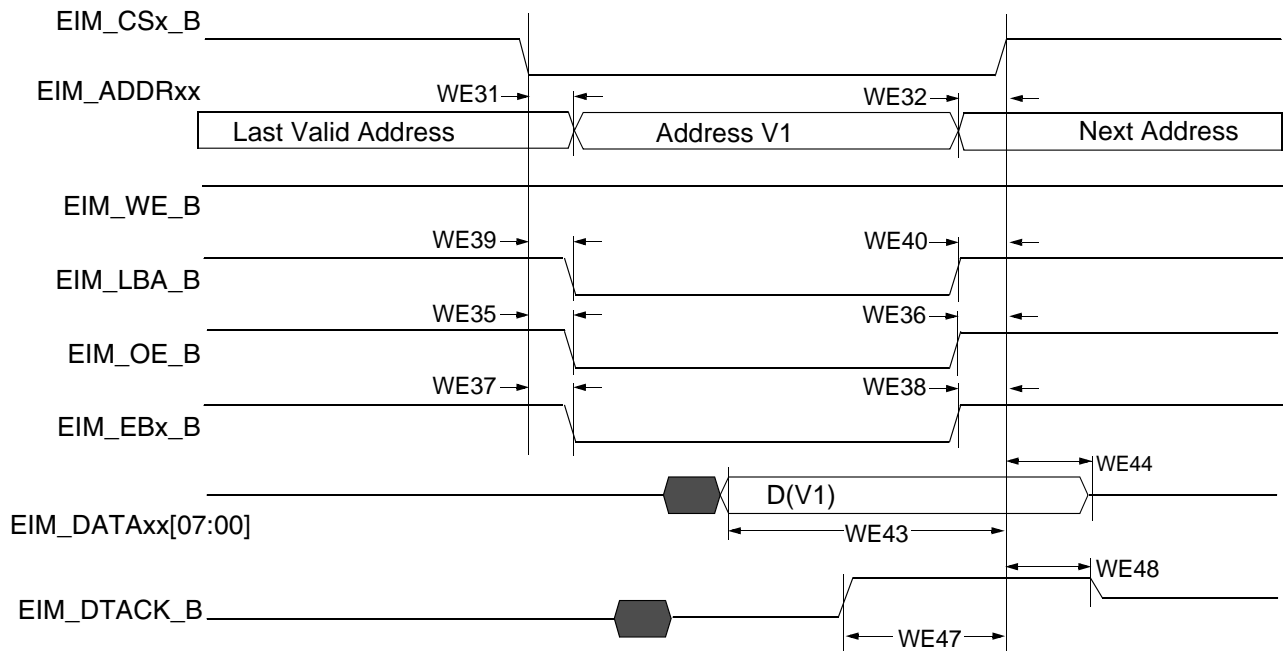 EIM_CSx_B
EIM_ADDRxx
WE31
WE32
Last Valid Address
Address V1
Next Address
EIM_WE_B
WE39
WE40
EIM_LBA_B
WE35
WE36
EIM_OE_B
WE37
WE38
EIM_EBx_B
WE44
D(V1)
EIM_DATAxx[07:00]
WE43
WE48
EIM_DTACK_B
WE47